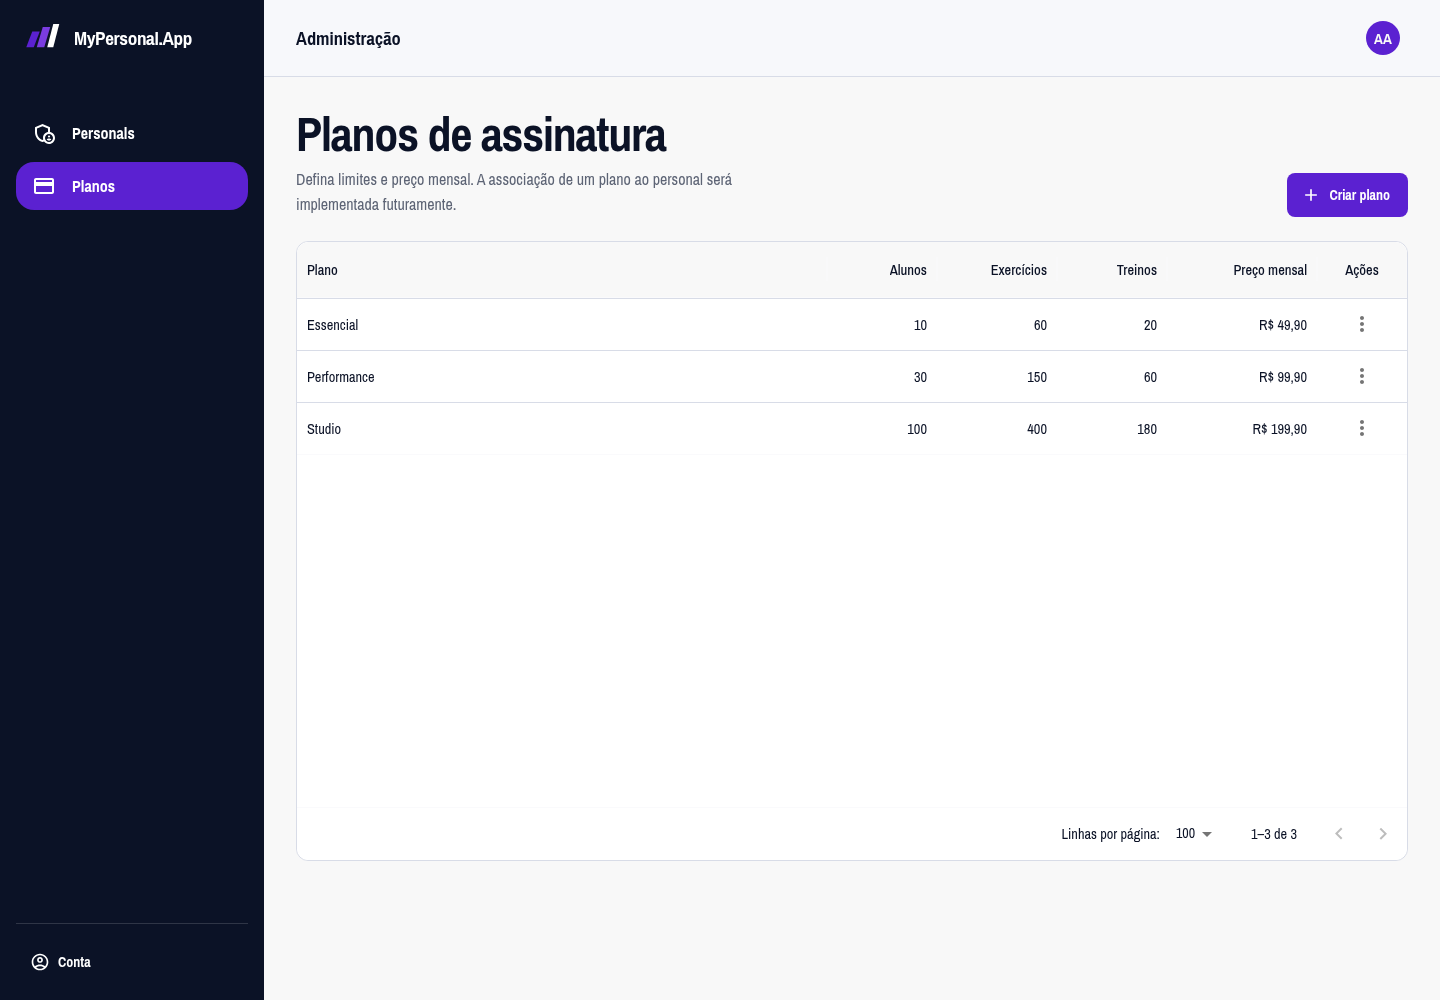 MyPersonal.App
Personals
Planos
Conta
Administração
AA
Planos de assinatura
Defina limites e preço mensal. A associação de um plano ao personal será
implementada futuramente.
Criar plano
Plano Alunos Exercícios Treinos Preço mensal Ações
Essencial 10 60 20 R$ 49,90
Performance 30 150 60 R$ 99,90
Studio 100 400 180 R$ 199,90
Linhas por página: 100 1–3 de 3